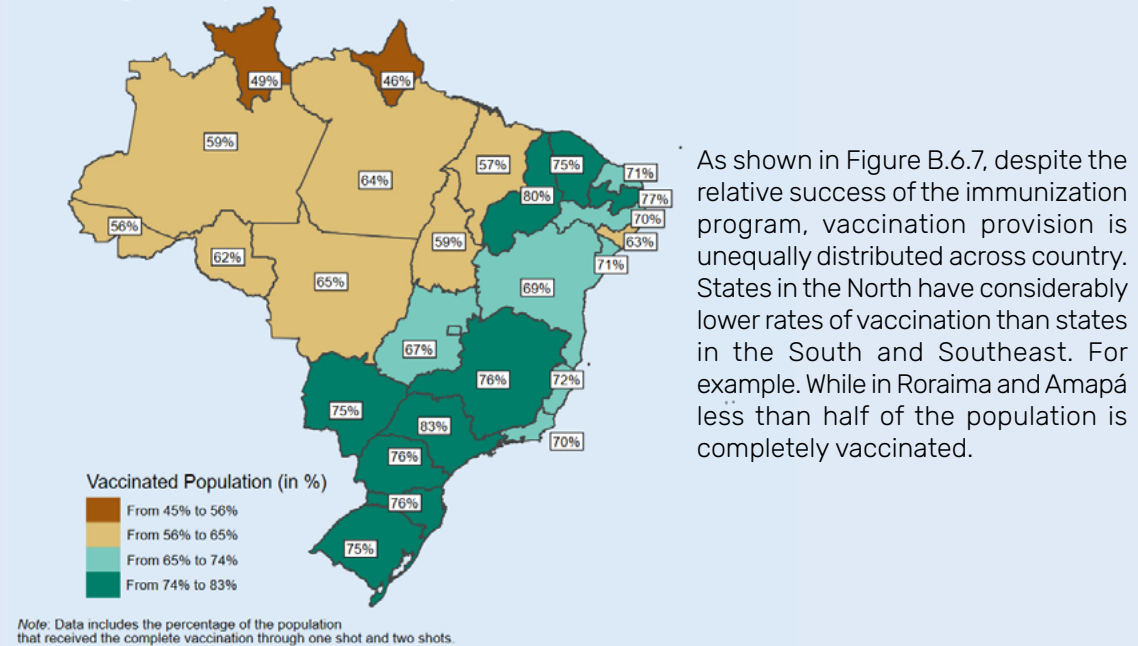 49%
46%
59%
57%
75%
71%
64%
80%
77%
70%
56%
59%
63%
62%
71%
65%
69%
67%
76%
72%
75%
83%
70%
76%
76%
75%
Vaccinated Population (in %)
From 45% to 56%
From 56% to 65%
From 65% to 74%
From 74% to 83%
Note: Data includes the percentage of the population
that received the complete vaccination through one shot and two shots.
As shown in Figure B.6.7, despite the
relative success of the immunization
program, vaccination provision is
unequally distributed across country.
States in the North have considerably
lower rates of vaccination than states
in the South and Southeast. For
example. While in Roraima and Amapá
less than half of the population is
completely vaccinated.